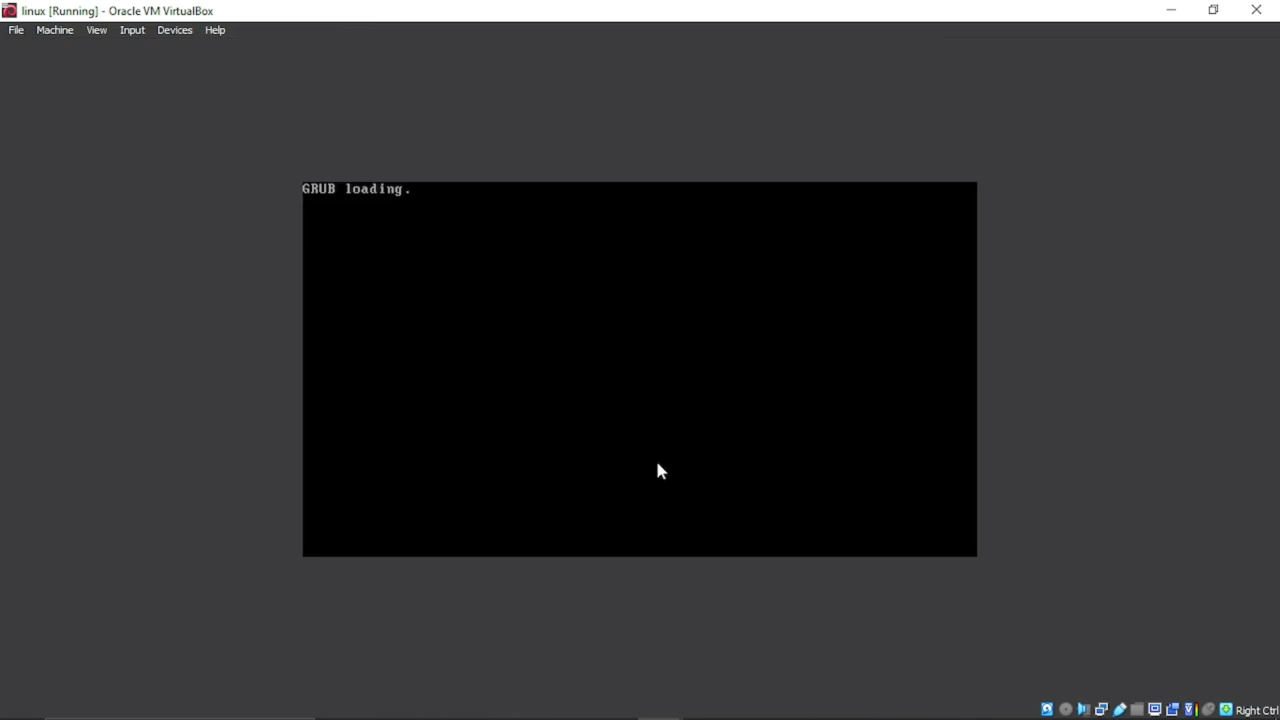 linux [Running] - Oracle VM VirtualBox
File Machine View Input Devices Help
GRUB loading.
Right Ctrl